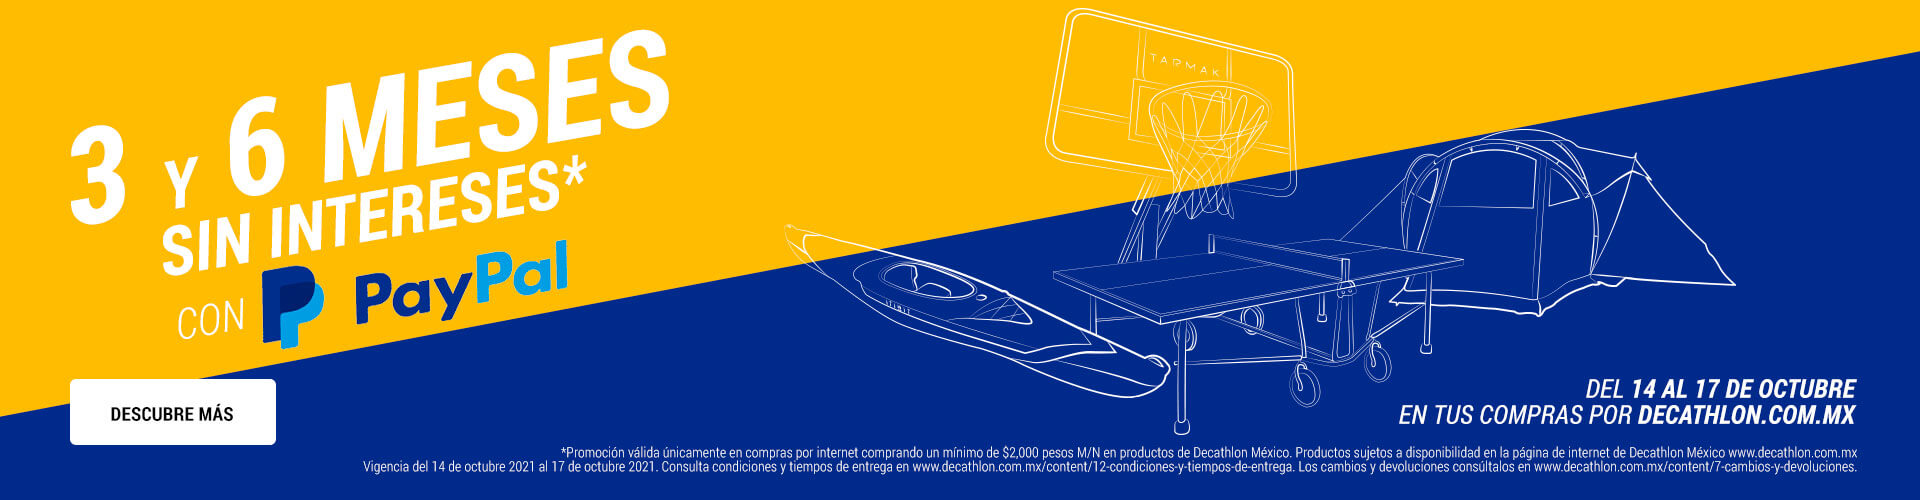 3 Y 6 MESES
SIN INTERESES*
CON PayPal
DESCUBRE MÁS
TARMAK
ITIWIT
DEL 14 AL 17 DE OCTUBRE
EN TUS COMPRAS POR DECATHLON.COM.MX
*Promoción válida únicamente en compras por internet comprando un mínimo de $2,000 pesos M/N en productos de Decathlon México. Productos sujetos a disponibilidad en la página de internet de Decathlon México www.decathlon.com.mx
Vigencia del 14 de octubre 2021 al 17 de octubre 2021. Consulta condiciones y tiempos de entrega en www.decathlon.com.mx/content/12-condiciones-y-tiempos-de-entrega. Los cambios y devoluciones consúltalos en www.decathlon.com.mx/content/7-cambios-y-devoluciones.